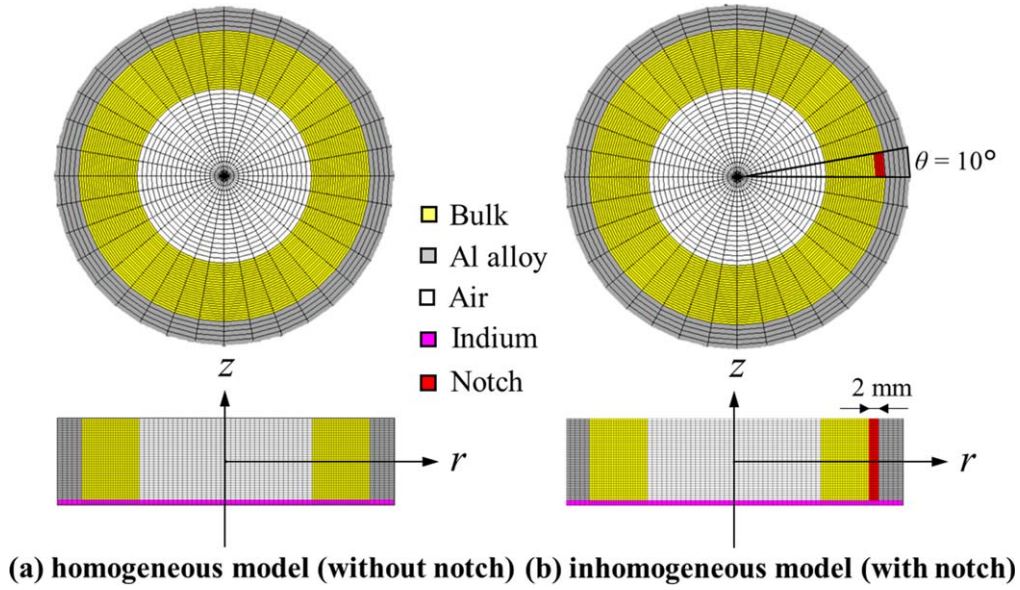 θ = 10°
Bulk
Al alloy
Air
Indium
Notch
z
r
z
2 mm
r
(a) homogeneous model (without notch) (b) inhomogeneous model (with notch)